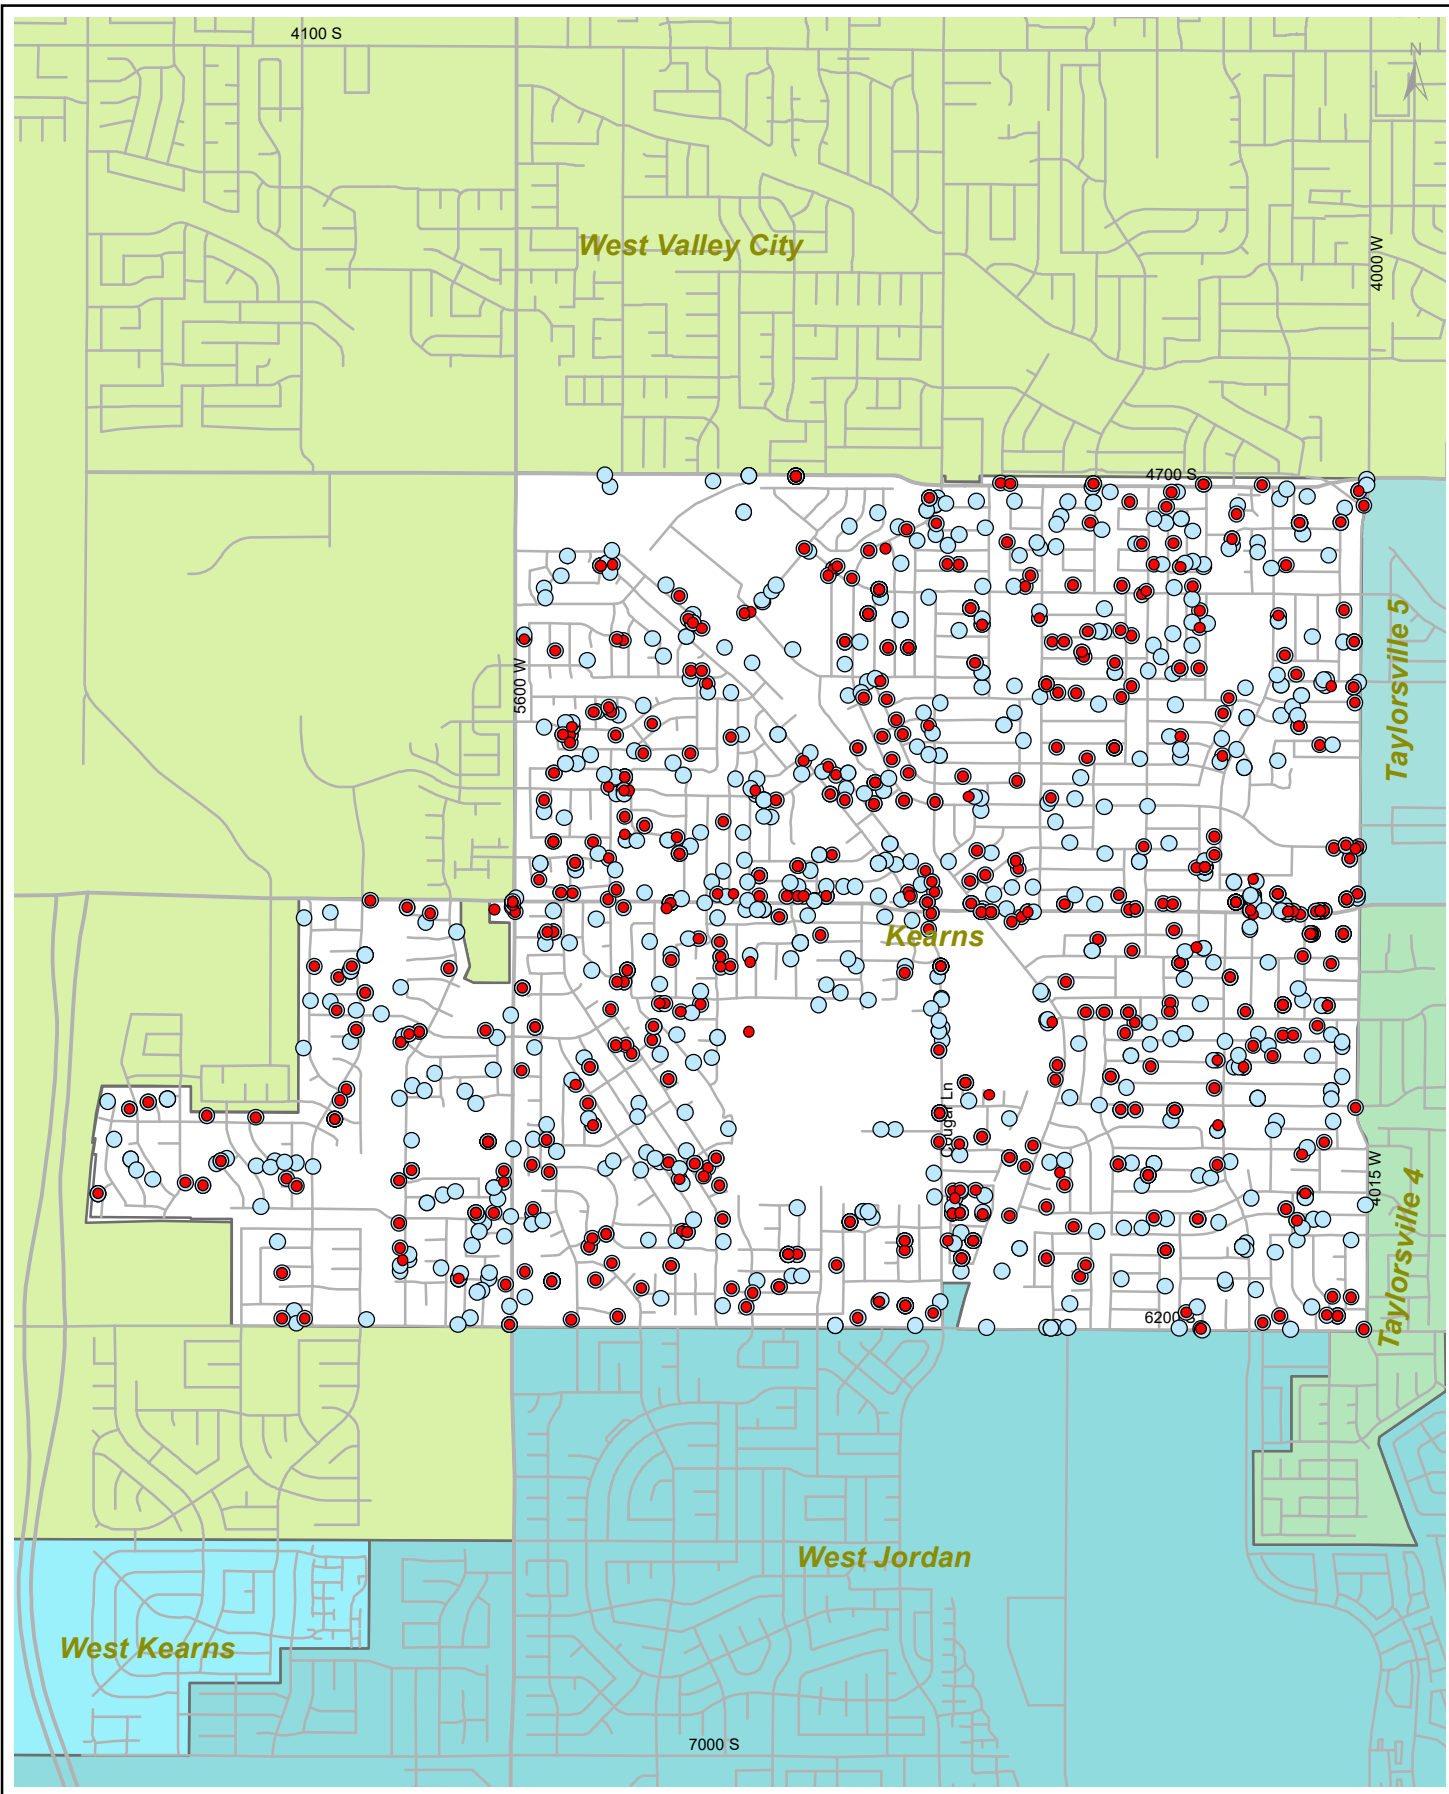 4100 S
N
West Valley City
4000 W
4700 S
Taylorsville 5
5600 W
Kearns
Cougar Ln
4015 W
Taylorsville 4
6200 S
West Jordan
West Kearns
7000 S